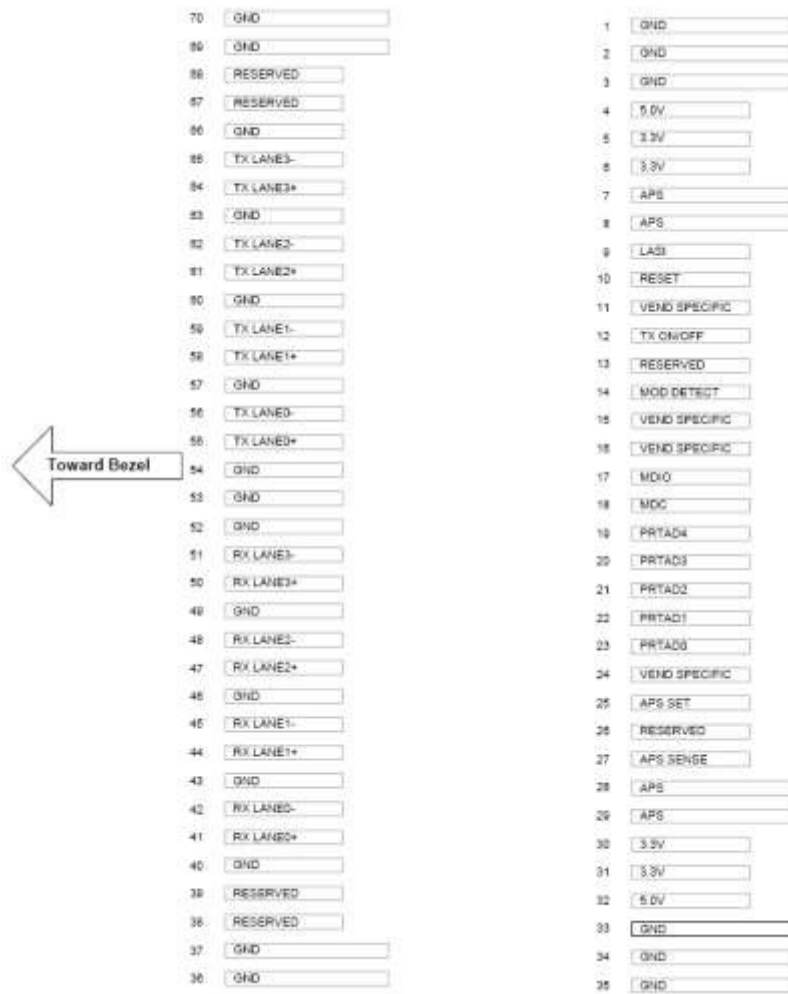 70 GND
69 GND
68 RESERVED
67 RESERVED
66 GND
65 TX LANE3-
64 TX LANE3+
63 GND
62 TX LANE2-
61 TX LANE2+
60 GND
59 TX LANE1-
58 TX LANE1+
57 GND
56 TX LANE0-
55 TX LANE0+
Toward Bezel
54 GND
53 GND
52 GND
51 RX LANE3-
50 RX LANE3+
49 GND
48 RX LANE2-
47 RX LANE2+
46 GND
45 RX LANE1-
44 RX LANE1+
43 GND
42 RX LANE0-
41 RX LANE0+
40 GND
39 RESERVED
38 RESERVED
37 GND
36 GND
1 GND
2 GND
3 GND
4 5.0V
5 3.3V
6 3.3V
7 APS
8 APS
9 LASI
10 RESET
11 VEND SPECIFIC
12 TX ON/OFF
13 RESERVED
14 MOD DETECT
15 VEND SPECIFIC
16 VEND SPECIFIC
17 MDIO
18 MDC
19 PRTAD4
20 PRTAD3
21 PRTAD2
22 PRTAD1
23 PRTAD0
24 VEND SPECIFIC
25 APS SET
26 RESERVED
27 APS SENSE
28 APS
29 APS
30 3.3V
31 3.3V
32 5.0V
33 GND
34 GND
35 GND